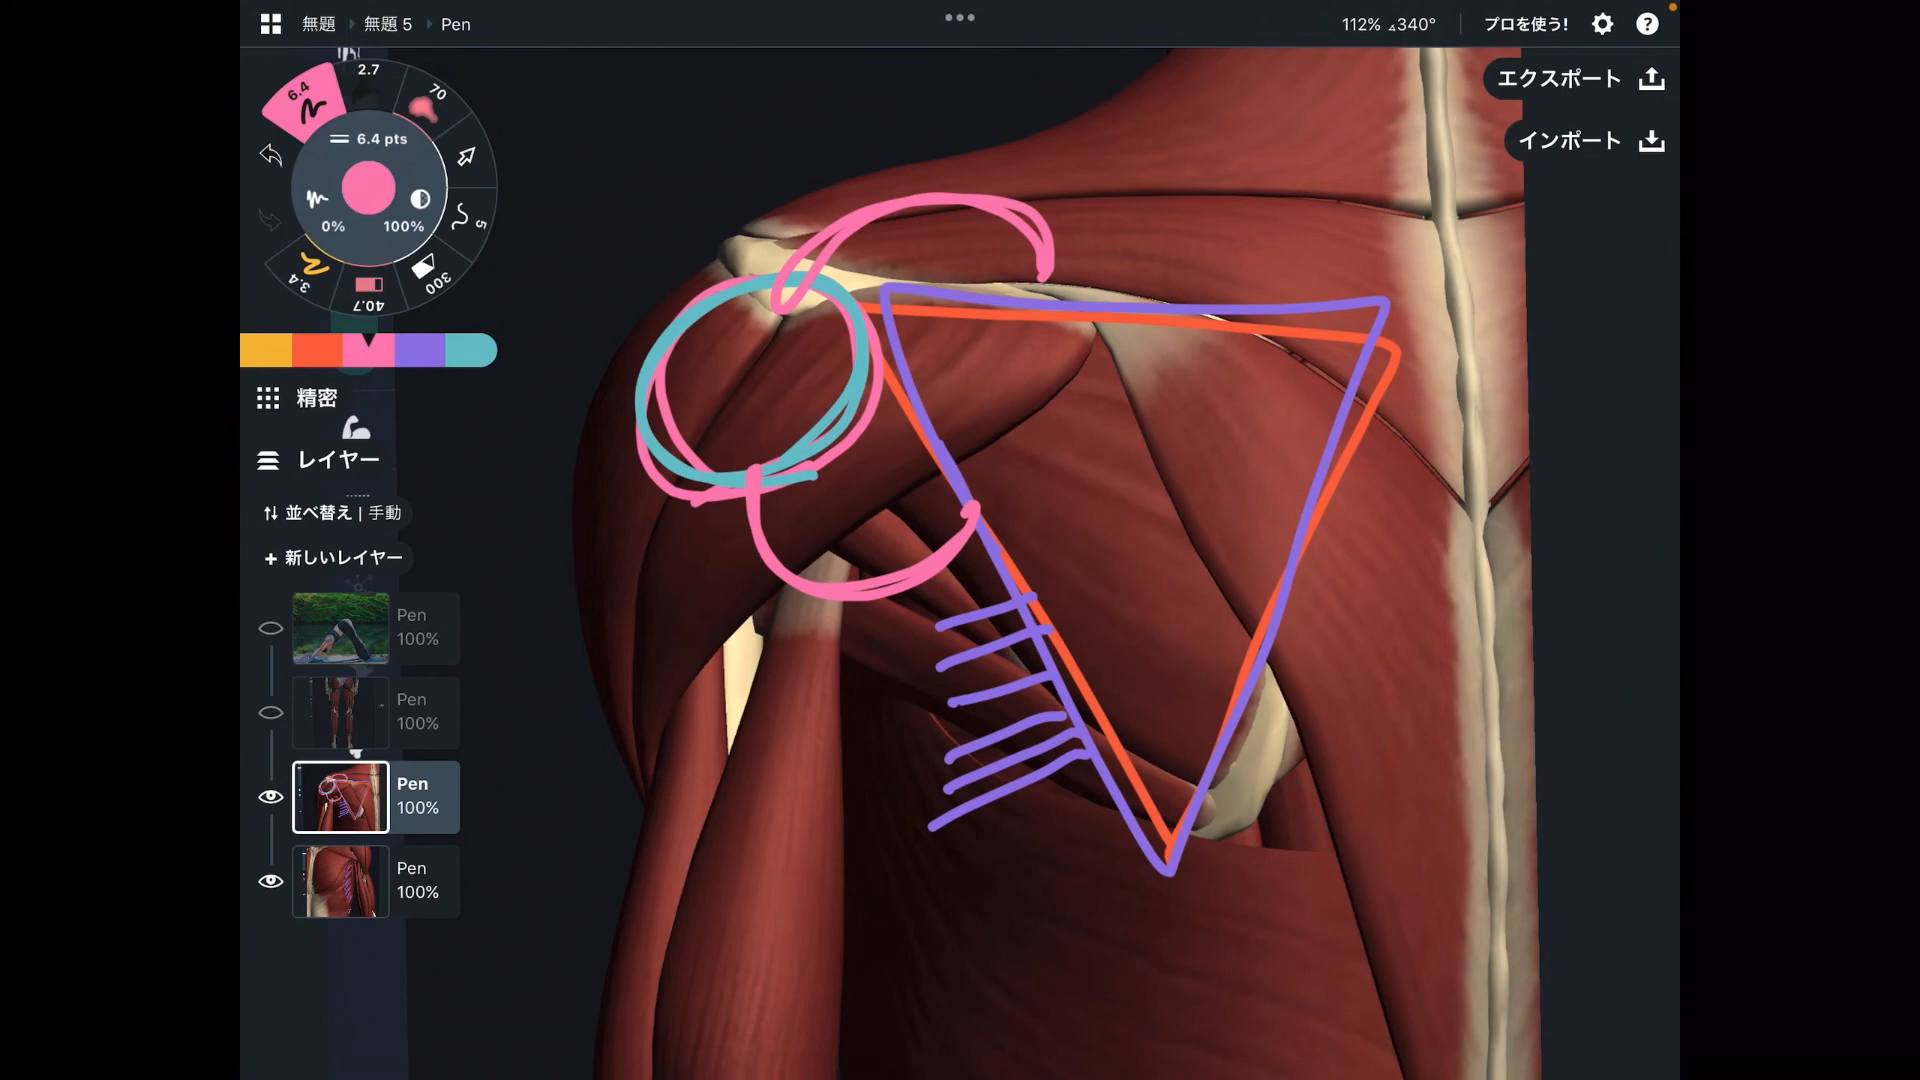 無題 無題 5 Pen
112% ⊿340° プロを使う!
エクスポート
インポート
2.7
6.4
70
6.4 pts
0% 100%
5
3.4
40.7
300
精密
レイヤー
並べ替え | 手動
+ 新しいレイヤー
Pen
100%
Pen
100%
Pen
100%
Pen
100%